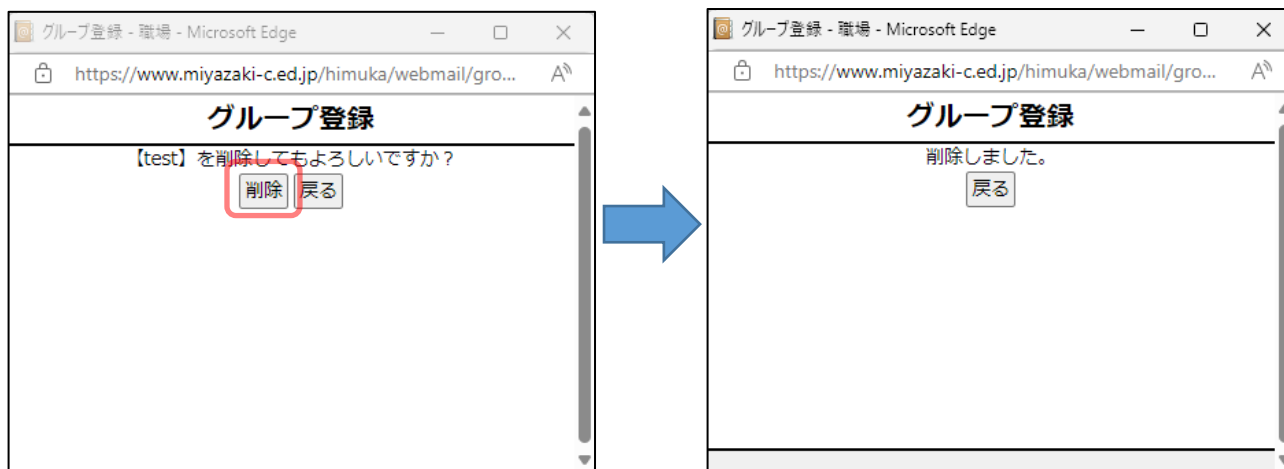 グループ登録 - 職場 - Microsoft Edge
https://www.miyazaki-c.ed.jp/himuka/webmail/gro...
グループ登録
【test】を削除してもよろしいですか？
削除 戻る
グループ登録 - 職場 - Microsoft Edge
https://www.miyazaki-c.ed.jp/himuka/webmail/gro...
グループ登録
削除しました。
戻る